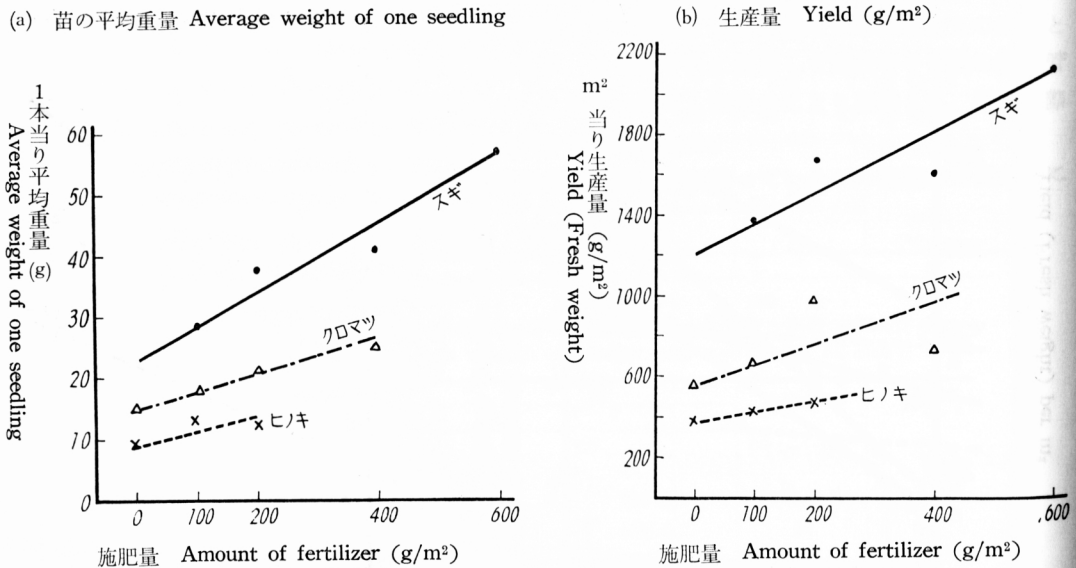 (a) 苗の平均重量 Average weight of one seedling
1本当り平均重量 (g)
Average weight of one seedling
60
50
40
30
20
10
0
スギ
クロマツ
ヒノキ
0 100 200 400 600
施肥量 Amount of fertilizer (g/m²)
(b) 生産量 Yield (g/m²)
m² 当り生産量 (g/m²)
Yield (Fresh weight)
2200
1800
1400
1000
600
200
スギ
クロマツ
ヒノキ
0 100 200 400 600
施肥量 Amount of fertilizer (g/m²)